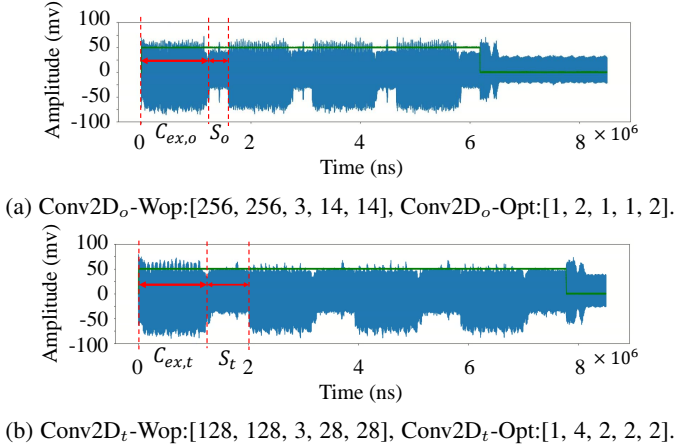 100
50
0
-50
-100
Amplitude (mv)
C_{ex,o} S_o
0 2 4 6 8 × 10^6
Time (ns)
(a) Conv2D_o-Wop:[256, 256, 3, 14, 14], Conv2D_o-Opt:[1, 2, 1, 1, 2].
100
50
0
-50
-100
Amplitude (mv)
C_{ex,t} S_t
0 2 4 6 8 × 10^6
Time (ns)
(b) Conv2D_t-Wop:[128, 128, 3, 28, 28], Conv2D_t-Opt:[1, 4, 2, 2, 2].